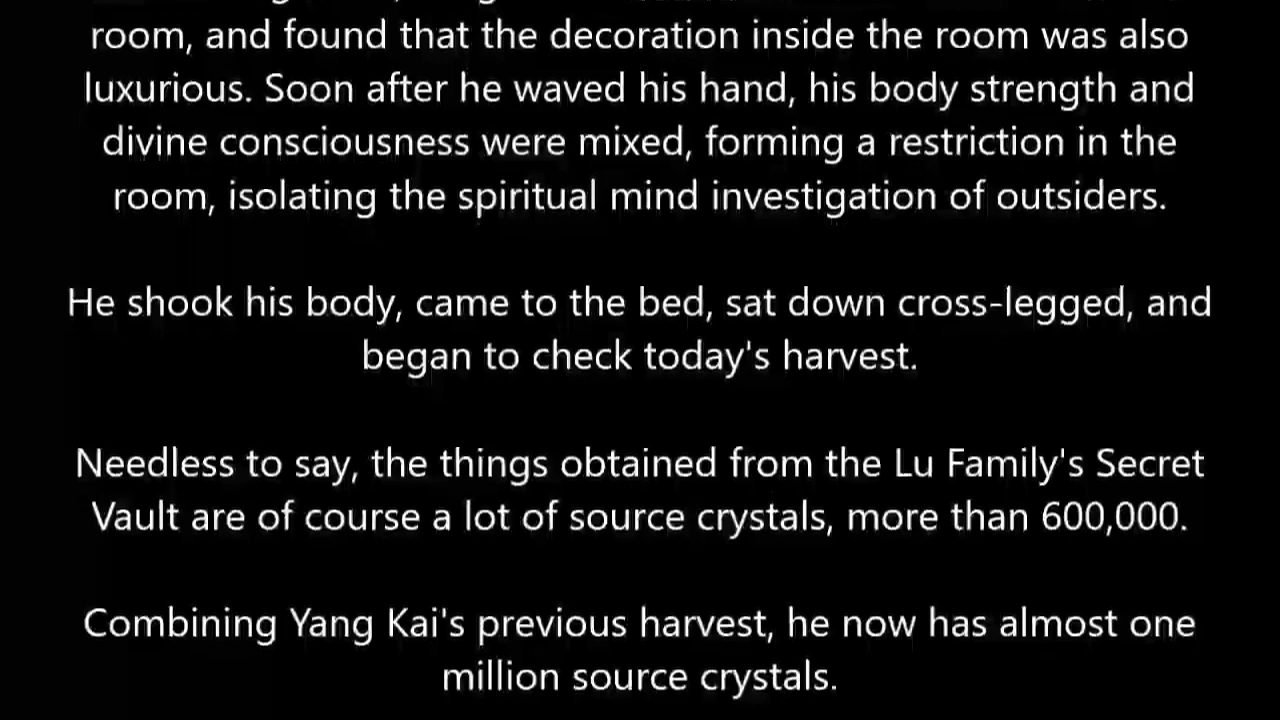 room, and found that the decoration inside the room was also
luxurious. Soon after he waved his hand, his body strength and
divine consciousness were mixed, forming a restriction in the
room, isolating the spiritual mind investigation of outsiders.
He shook his body, came to the bed, sat down cross-legged, and
began to check today's harvest.
Needless to say, the things obtained from the Lu Family's Secret
Vault are of course a lot of source crystals, more than 600,000.
Combining Yang Kai's previous harvest, he now has almost one
million source crystals.